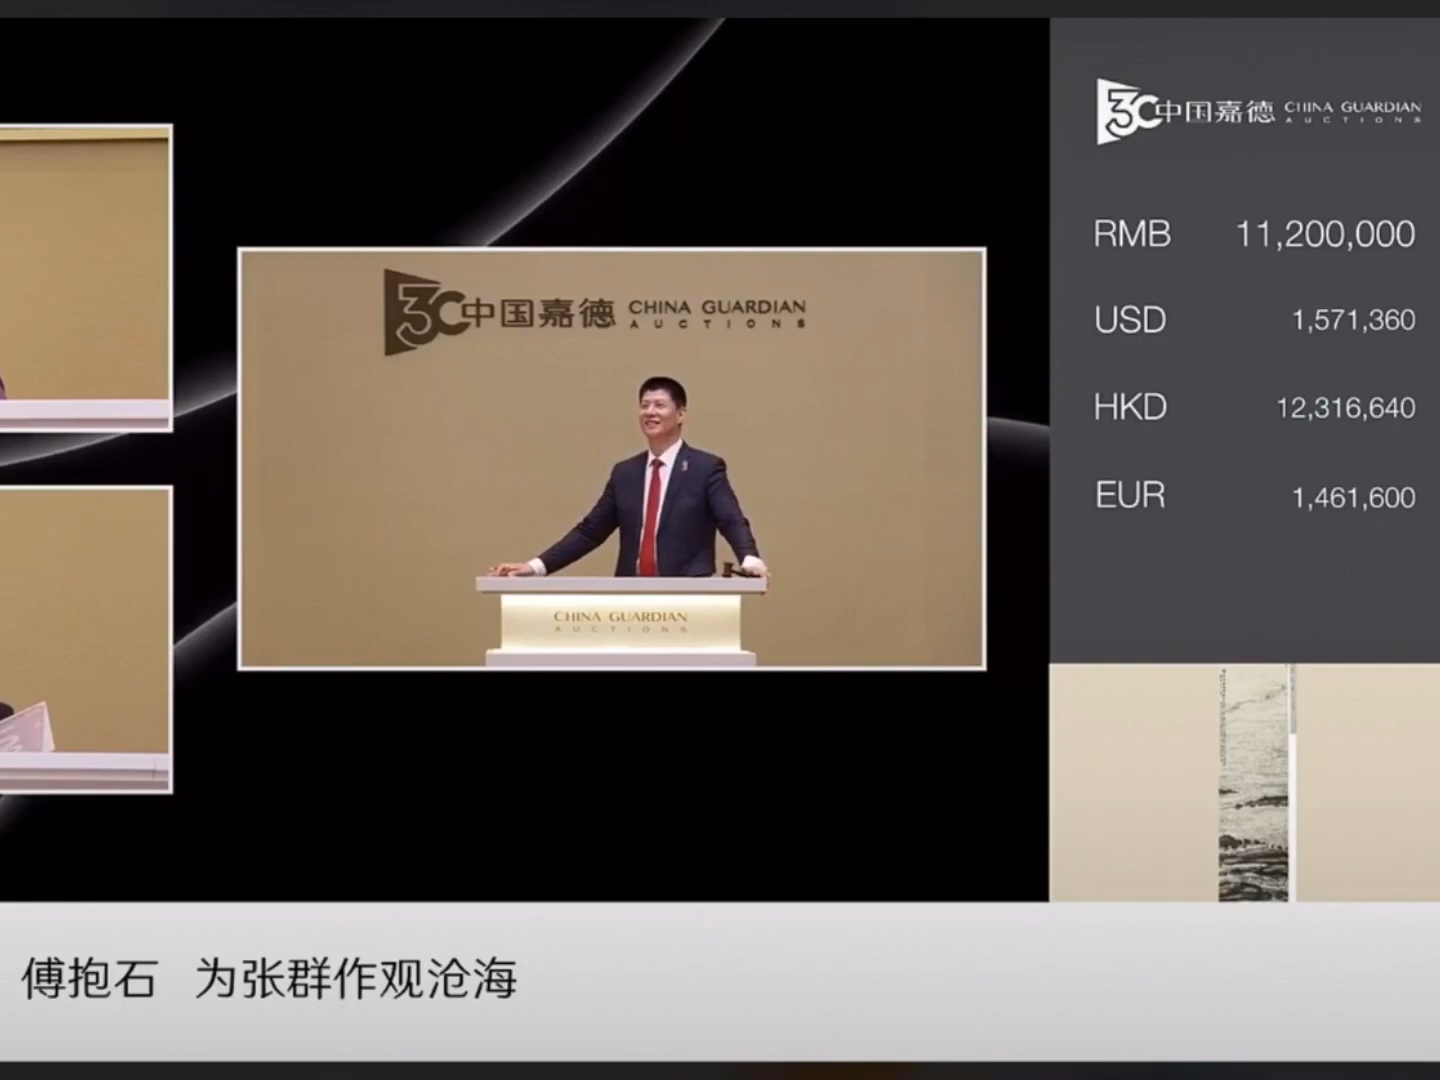 3C中国嘉德 CHINA GUARDIAN
AUCTIONS
RMB 11,200,000
USD 1,571,360
HKD 12,316,640
EUR 1,461,600
3C中国嘉德 CHINA GUARDIAN
AUCTIONS
CHINA GUARDIAN
AUCTIONS
傅抱石 为张群作观沧海